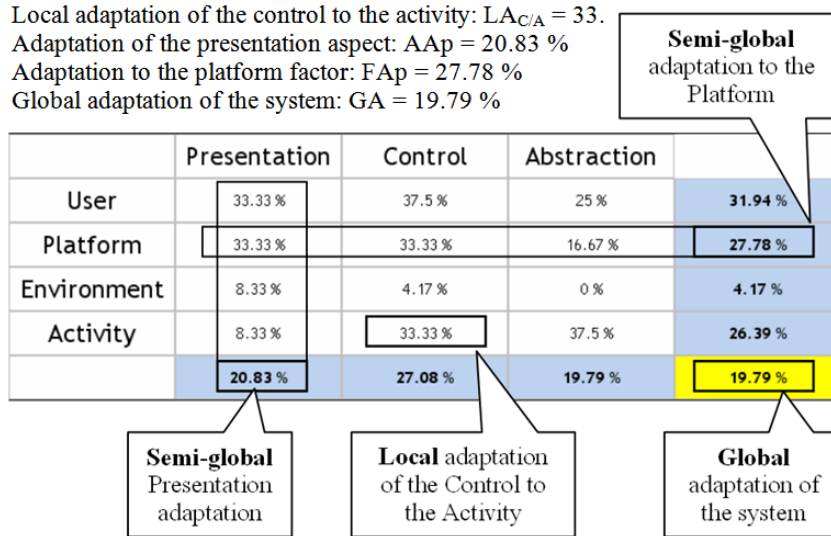 Local adaptation of the control to the activity: LA_C/A = 33.
Adaptation of the presentation aspect: AAp = 20.83 %
Adaptation to the platform factor: FAp = 27.78 %
Global adaptation of the system: GA = 19.79 %
Semi-global
adaptation to the
Platform
Presentation Control Abstraction
User 33.33 % 37.5 % 25 % 31.94 %
Platform 33.33 % 33.33 % 16.67 % 27.78 %
Environment 8.33 % 4.17 % 0 % 4.17 %
Activity 8.33 % 33.33 % 37.5 % 26.39 %
20.83 % 27.08 % 19.79 % 19.79 %
Semi-global
Presentation
adaptation
Local adaptation
of the Control to
the Activity
Global
adaptation of
the system